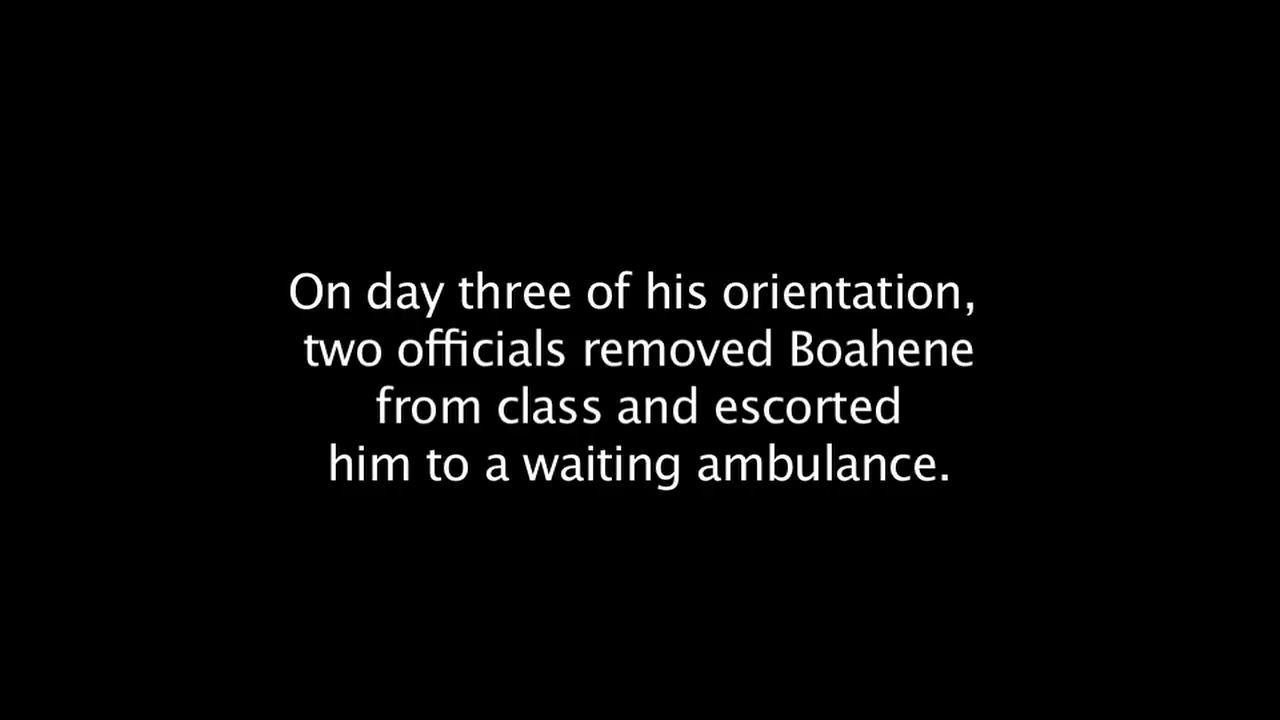 On day three of his orientation,
two officials removed Boahene
from class and escorted
him to a waiting ambulance.